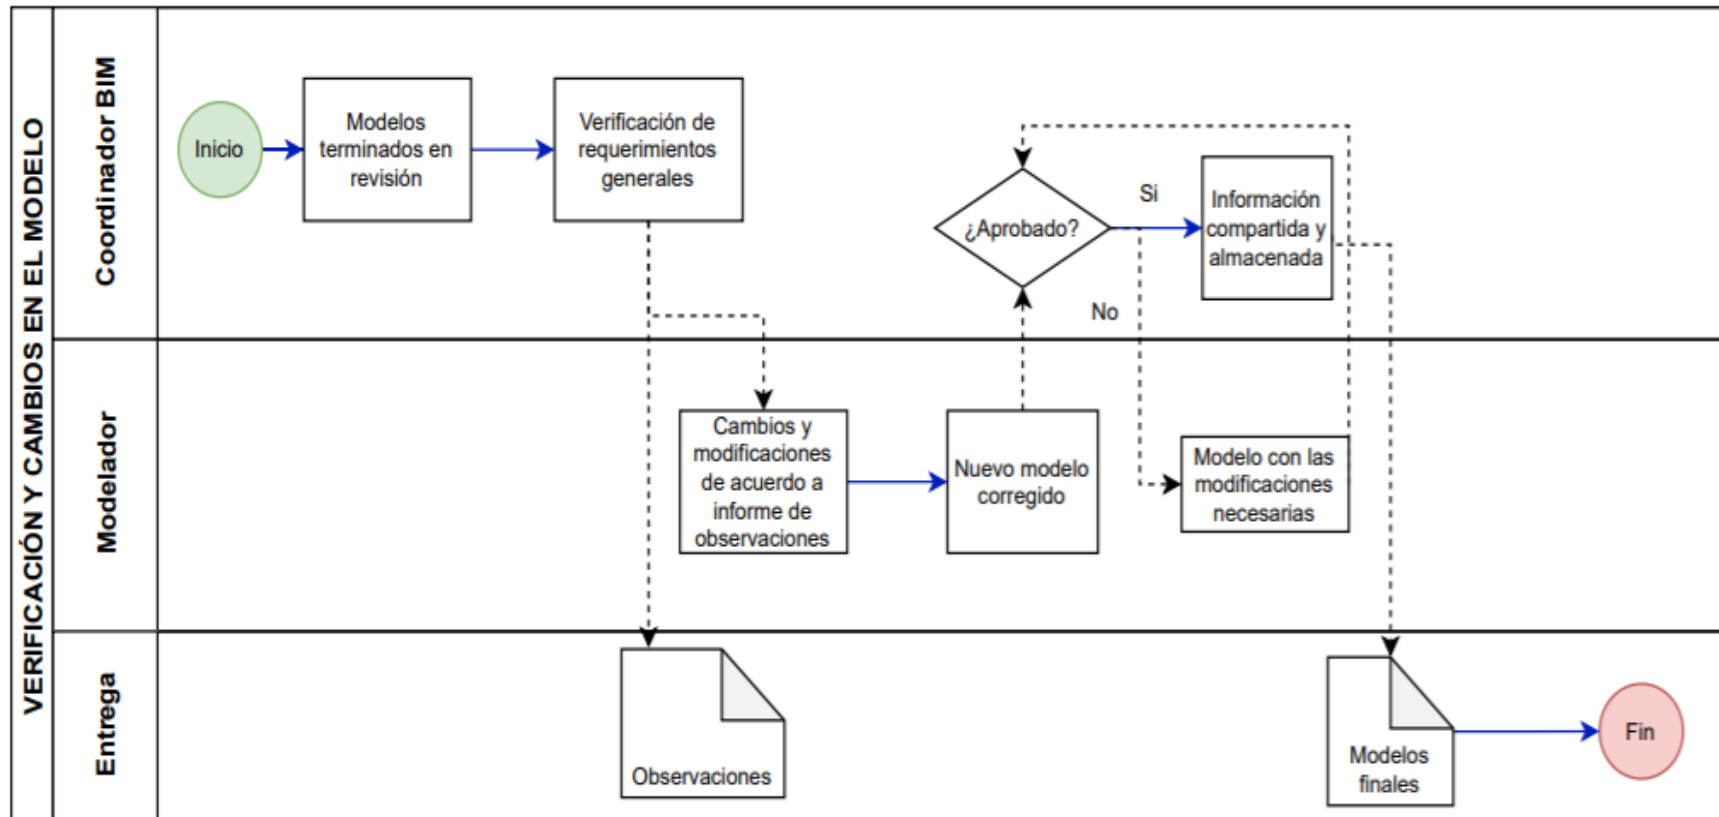 VERIFICACIÓN Y CAMBIOS EN EL MODELO
Coordinador BIM
Inicio
Modelos
terminados en
revisión
Verificación de
requerimientos
generales
¿Aprobado?
Si
No
Información
compartida y
almacenada
Modelador
Cambios y
modificaciones
de acuerdo a
informe de
observaciones
Nuevo modelo
corregido
Modelo con las
modificaciones
necesarias
Entrega
Observaciones
Modelos
finales
Fin